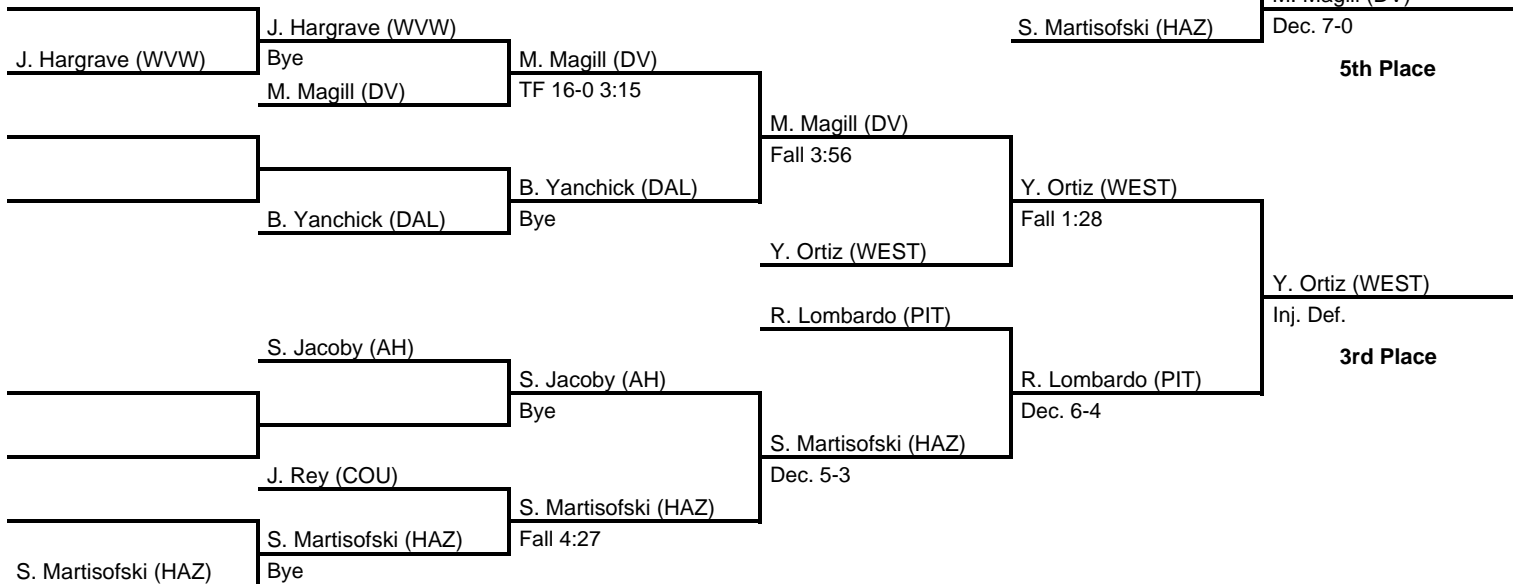 M. Magill (DV)
J. Hargrave (WVW)
S. Martisofski (HAZ)
Dec. 7-0
J. Hargrave (WVW)
Bye
M. Magill (DV)
5th Place
M. Magill (DV)
TF 16-0 3:15
M. Magill (DV)
Fall 3:56
B. Yanchick (DAL)
Y. Ortiz (WEST)
B. Yanchick (DAL)
Bye
Fall 1:28
Y. Ortiz (WEST)
Y. Ortiz (WEST)
R. Lombardo (PIT)
Inj. Def.
S. Jacoby (AH)
3rd Place
S. Jacoby (AH)
R. Lombardo (PIT)
Bye
Dec. 6-4
S. Martisofski (HAZ)
J. Rey (COU)
Dec. 5-3
S. Martisofski (HAZ)
S. Martisofski (HAZ)
Fall 4:27
S. Martisofski (HAZ)
Bye